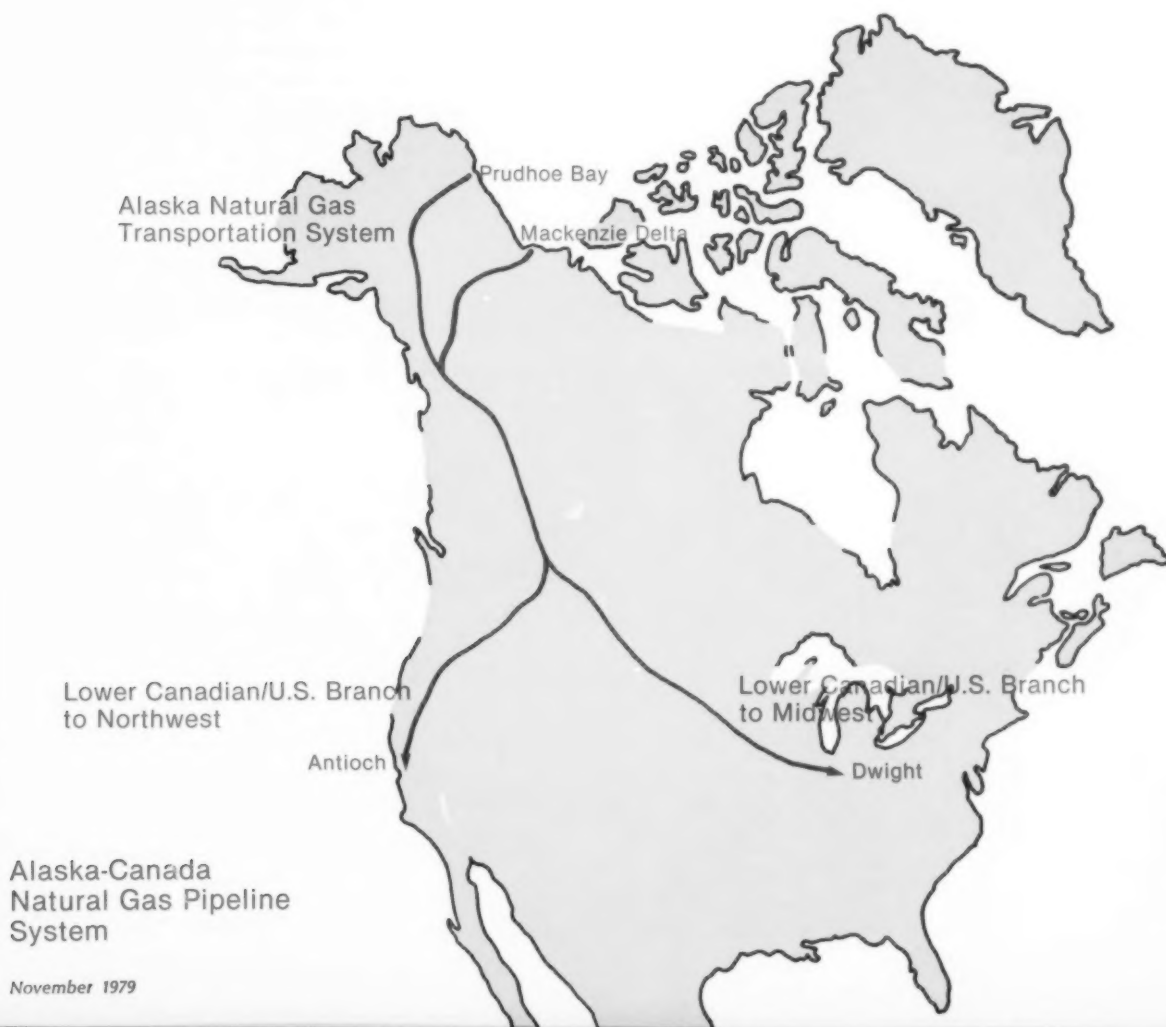 Prudhoe Bay
Alaska Natural Gas
Transportation System
Mackenzie Delta
Lower Canadian/U.S. Branch
to Northwest
Lower Canadian/U.S. Branch
to Midwest
Antioch
Dwight
Alaska-Canada
Natural Gas Pipeline
System
November 1979